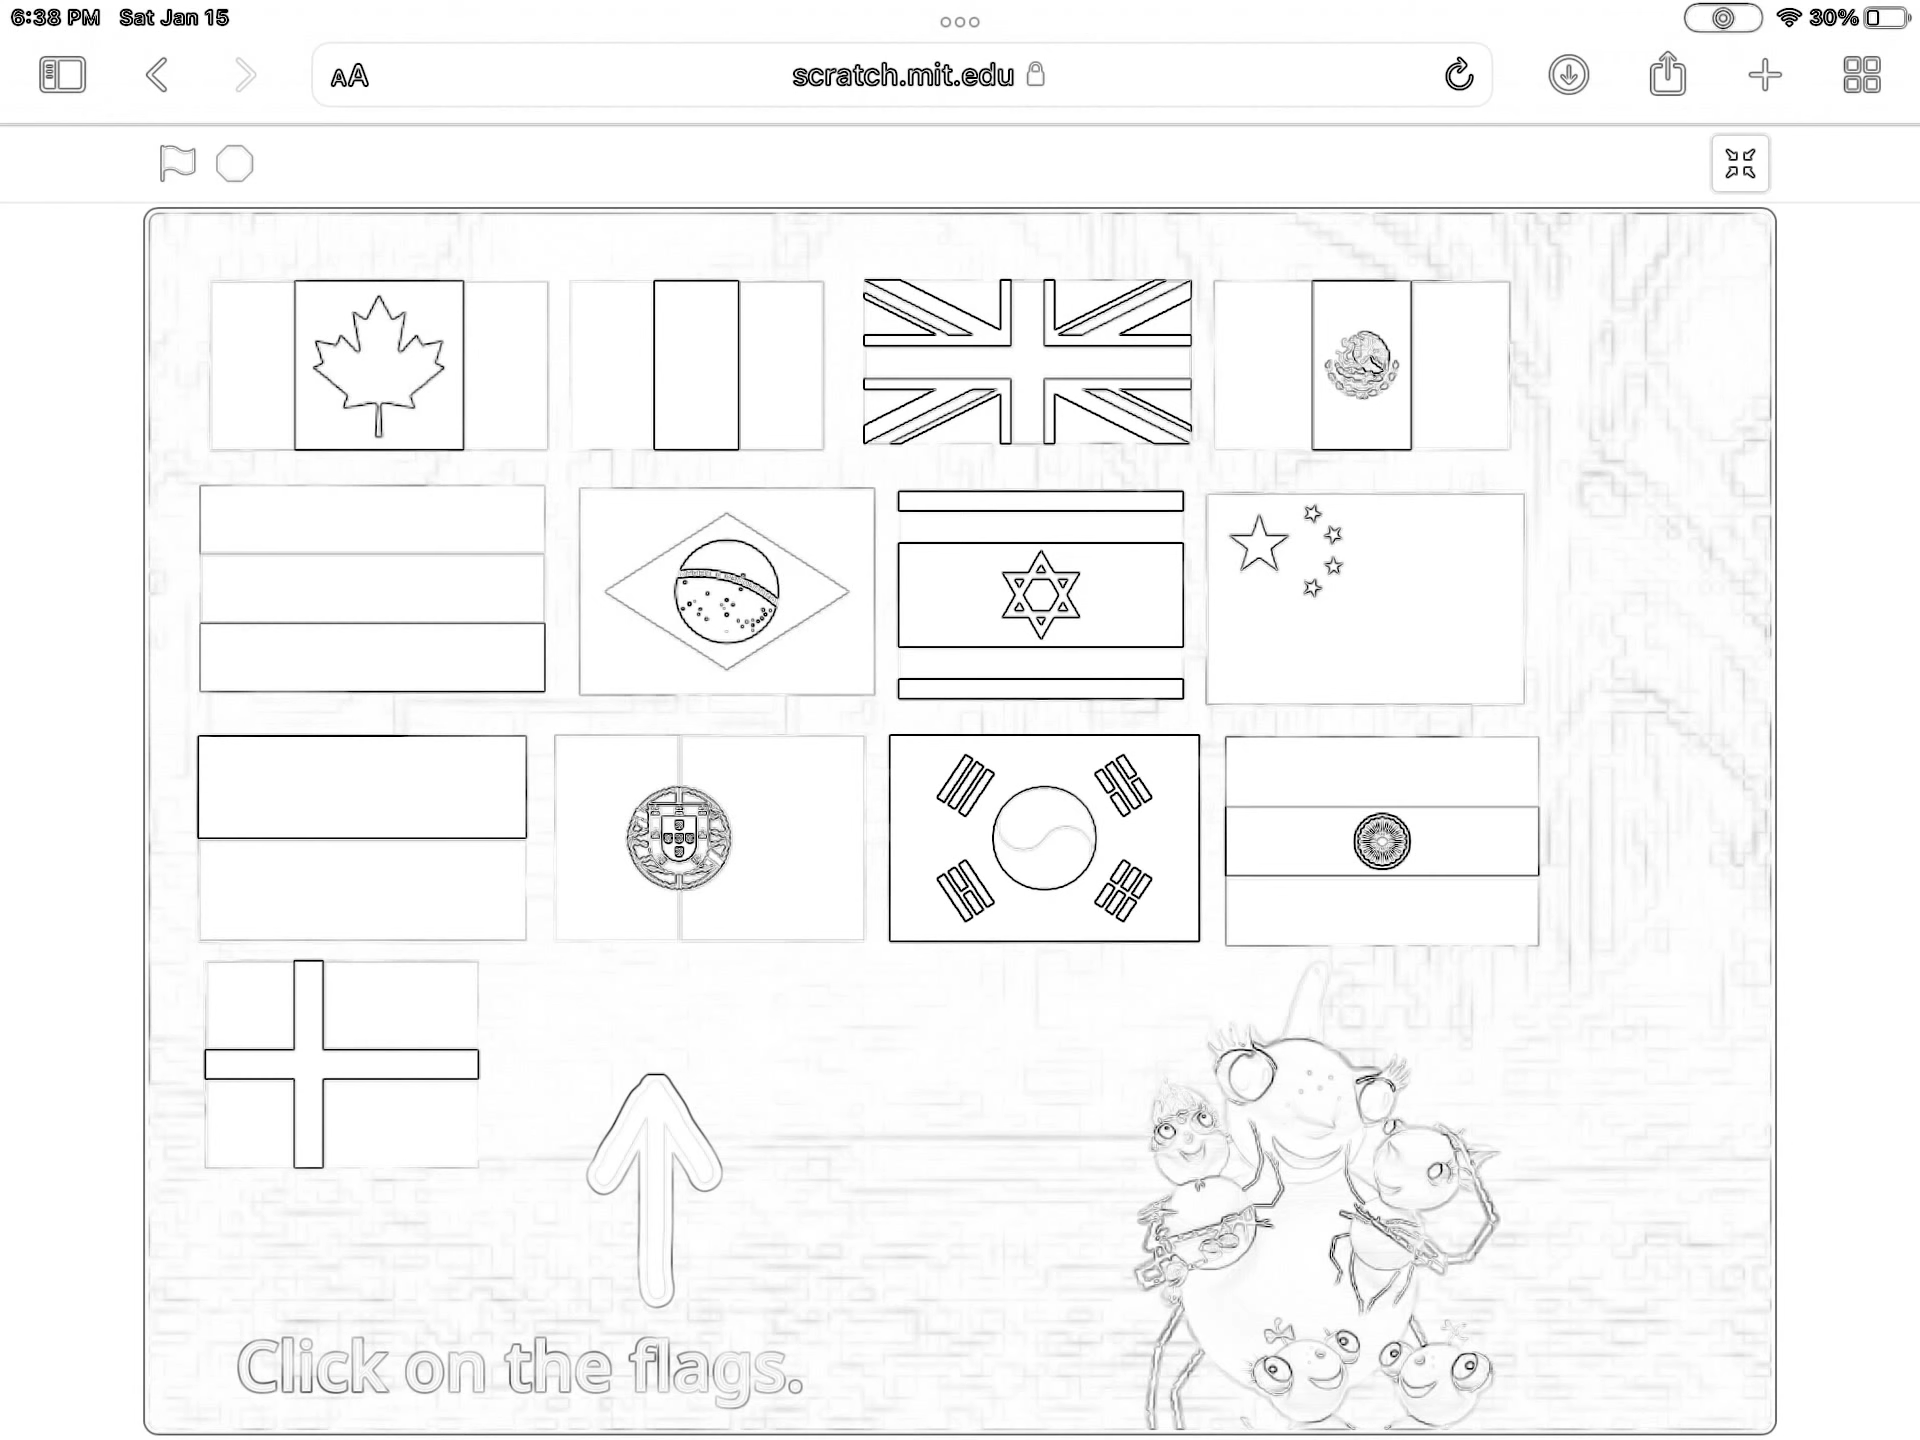 6:38 PM Sat Jan 15
30%
AA
scratch.mit.edu
Click on the flags.